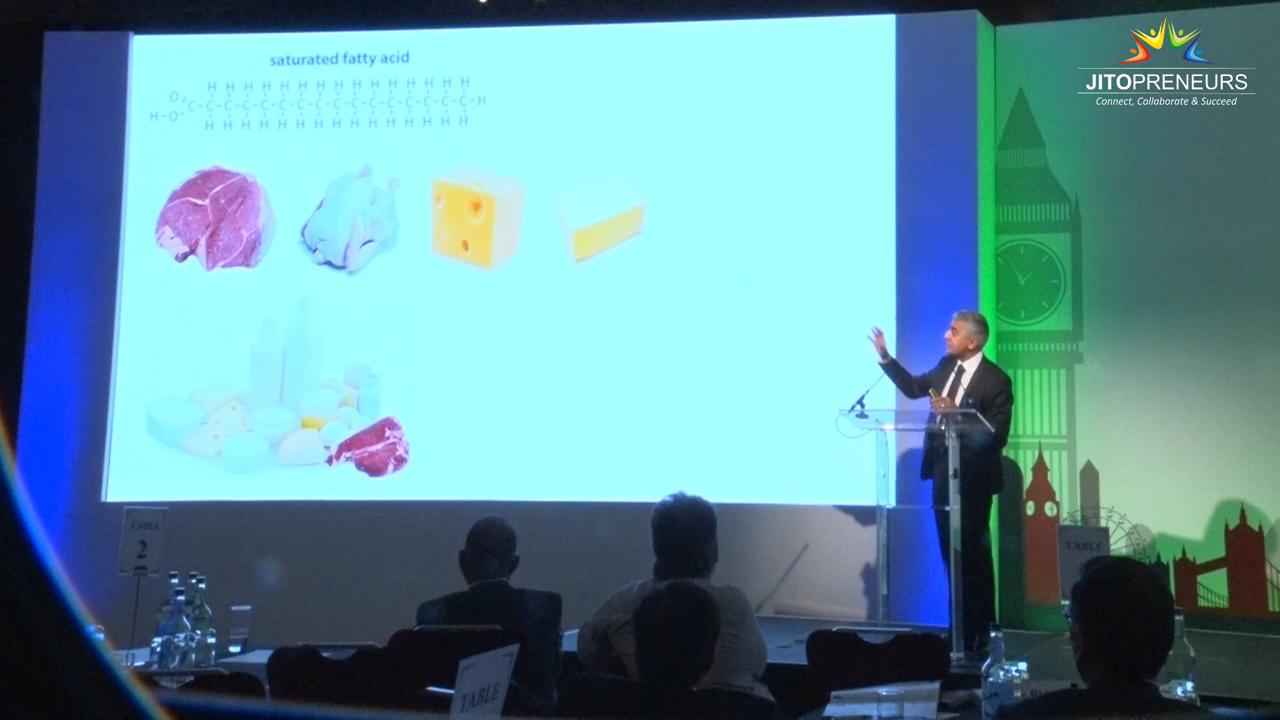 JITOPRENEURS
Connect, Collaborate & Succeed
saturated fatty acid
H H H H H H H H H H H H H H H
O
C-C-C-C-C-C-C-C-C-C-C-C-C-C-C-C-H
H-O
H H H H H H H H H H H H H H H
TABLE
2
TABLE
TABLE